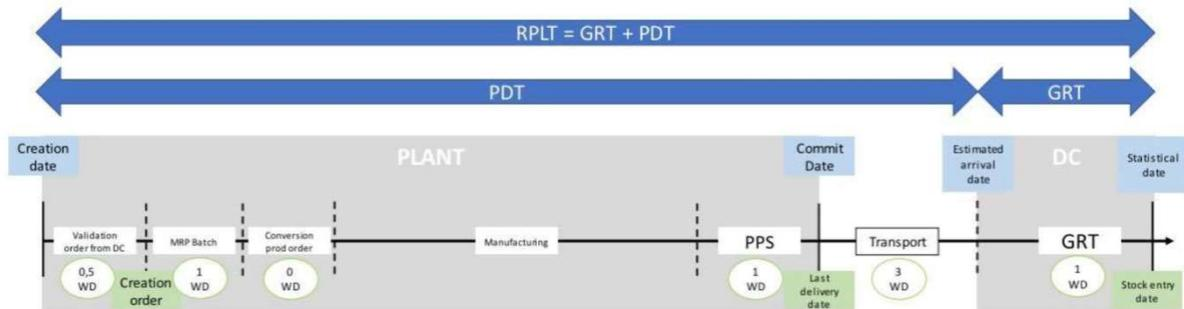 RPLT = GRT + PDT
PDT
GRT
Creation
date
PLANT
Commit
Date
Estimated
arrival
date
DC
Statistical
date
Validation
order from DC
MRP Batch
Conversion
prod order
Manufacturing
PPS
Transport
GRT
0,5
WD
Creation
order
1
WD
0
WD
1
WD
Last
delivery
date
3
WD
1
WD
Stock entry
date